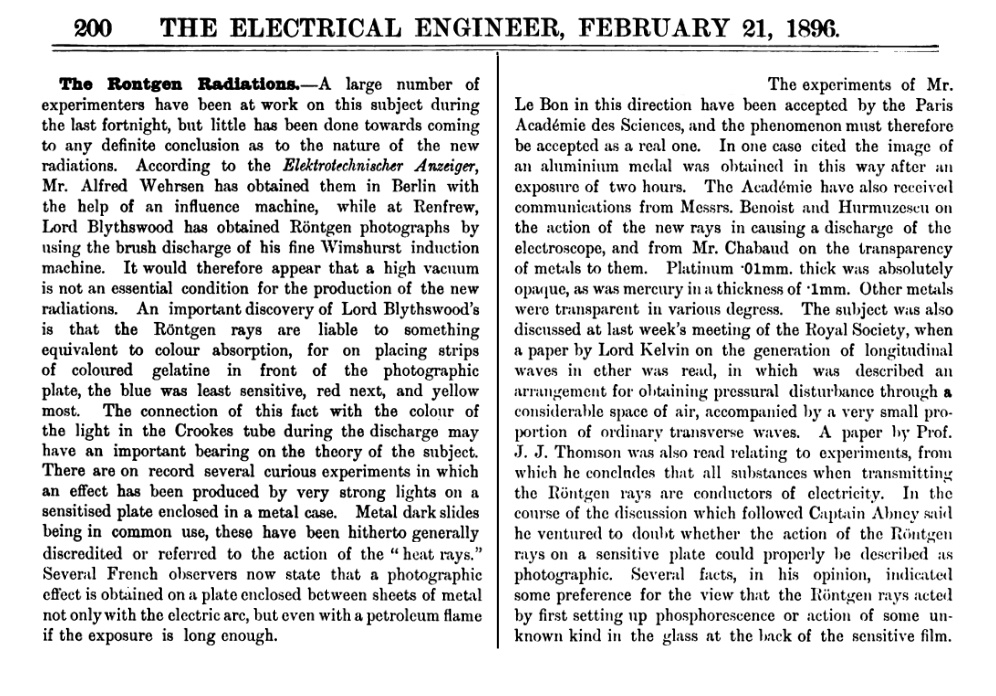 200 THE ELECTRICAL ENGINEER, FEBRUARY 21, 1896.
The Rontgen Radiations.—A large number of
experimenters have been at work on this subject during
the last fortnight, but little has been done towards coming
to any definite conclusion as to the nature of the new
radiations. According to the Elektrotechnischer Anzeiger,
Mr. Alfred Wehrsen has obtained them in Berlin with
the help of an influence machine, while at Renfrew,
Lord Blythswood has obtained Röntgen photographs by
using the brush discharge of his fine Wimshurst induction
machine. It would therefore appear that a high vacuum
is not an essential condition for the production of the new
radiations. An important discovery of Lord Blythswood's
is that the Röntgen rays are liable to something
equivalent to colour absorption, for on placing strips
of coloured gelatine in front of the photographic
plate, the blue was least sensitive, red next, and yellow
most. The connection of this fact with the colour of
the light in the Crookes tube during the discharge may
have an important bearing on the theory of the subject.
There are on record several curious experiments in which
an effect has been produced by very strong lights on a
sensitised plate enclosed in a metal case. Metal dark slides
being in common use, these have been hitherto generally
discredited or referred to the action of the "heat rays."
Several French observers now state that a photographic
effect is obtained on a plate enclosed between sheets of metal
not only with the electric arc, but even with a petroleum flame
if the exposure is long enough.
The experiments of Mr.
Le Bon in this direction have been accepted by the Paris
Académie des Sciences, and the phenomenon must therefore
be accepted as a real one. In one case cited the image of
an aluminium medal was obtained in this way after an
exposure of two hours. The Académie have also received
communications from Messrs. Benoist and Hurmuzescu on
the action of the new rays in causing a discharge of the
electroscope, and from Mr. Chabaud on the transparency
of metals to them. Platinum ·01mm. thick was absolutely
opaque, as was mercury in a thickness of ·1mm. Other metals
were transparent in various degress. The subject was also
discussed at last week's meeting of the Royal Society, when
a paper by Lord Kelvin on the generation of longitudinal
waves in ether was read, in which was described an
arrangement for obtaining pressural disturbance through a
considerable space of air, accompanied by a very small pro-
portion of ordinary transverse waves. A paper by Prof.
J. J. Thomson was also read relating to experiments, from
which he concludes that all substances when transmitting
the Röntgen rays are conductors of electricity. In the
course of the discussion which followed Captain Abney said
he ventured to doubt whether the action of the Röntgen
rays on a sensitive plate could properly be described as
photographic. Several facts, in his opinion, indicated
some preference for the view that the Röntgen rays acted
by first setting up phosphorescence or action of some un-
known kind in the glass at the back of the sensitive film.